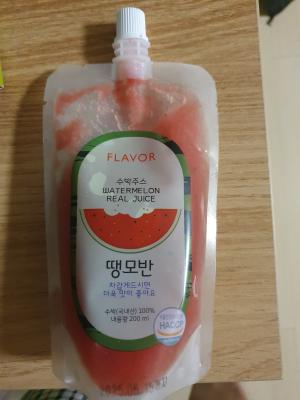 FLAVOR
수박주스
WATERMELON
REAL JUICE
땡모반
차갑게드시면
더욱 맛이 좋아요
수박(국내산) 100%
내용량 200 ml
HACCP